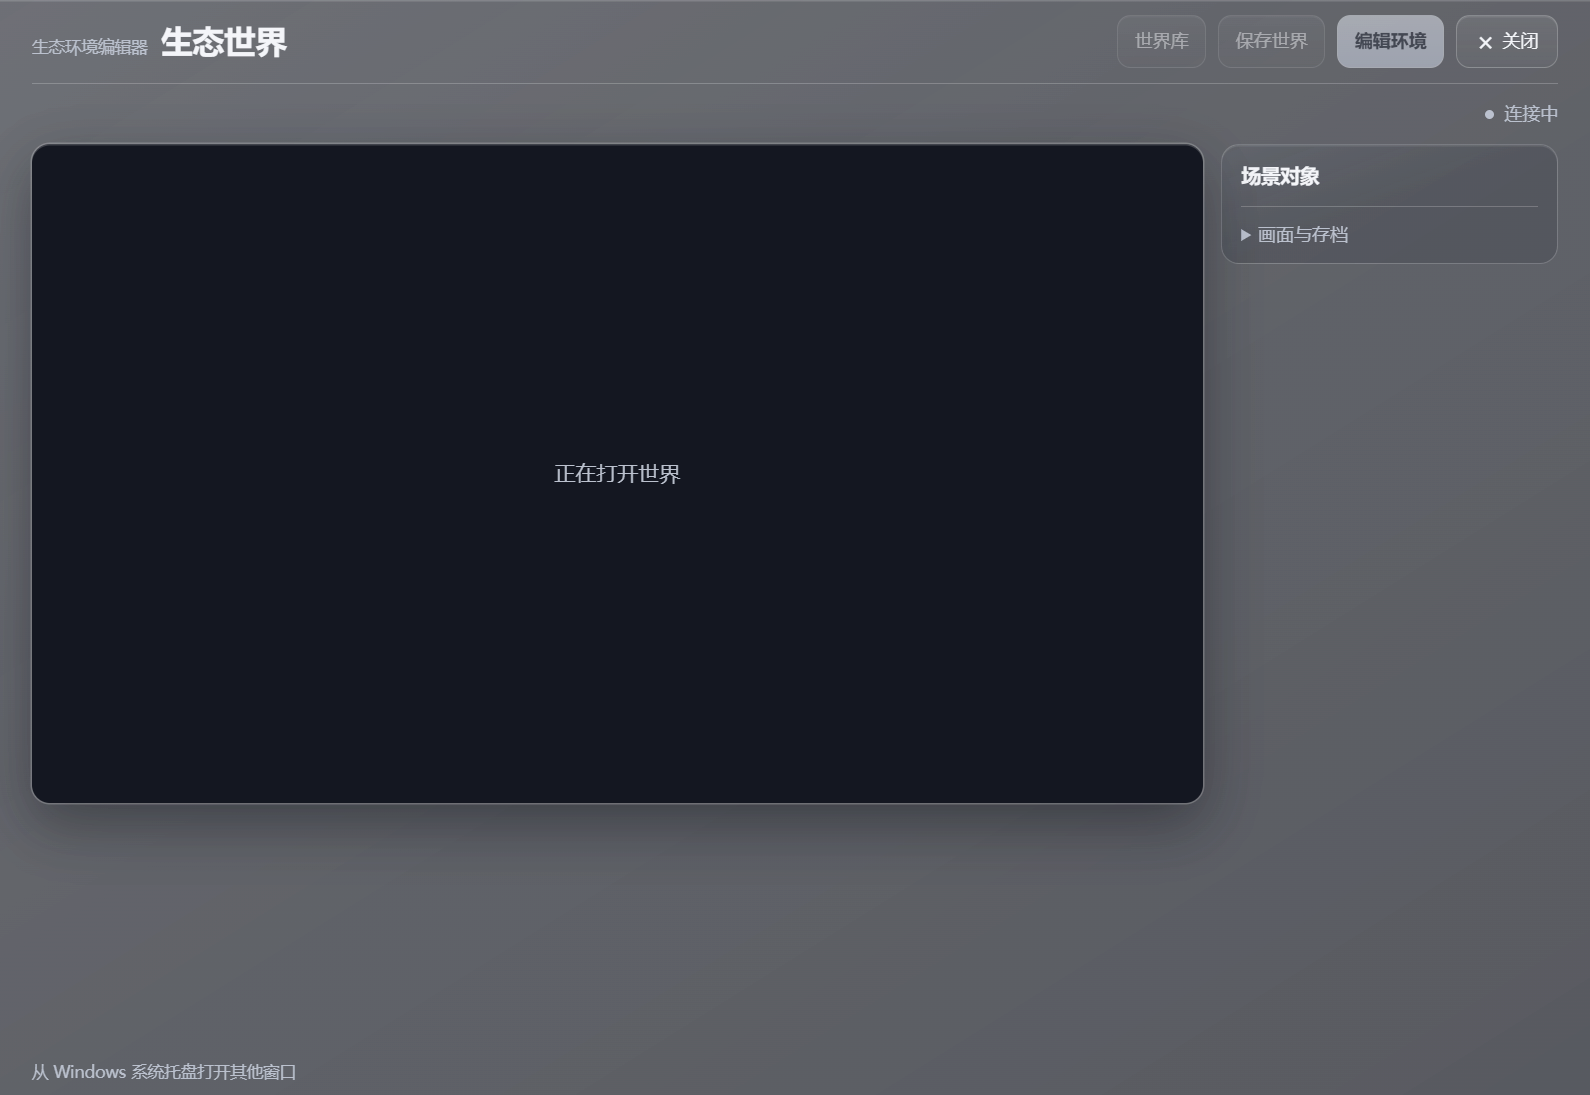 生态环境编辑器 生态世界
世界库 保存世界 编辑环境 × 关闭
连接中
场景对象
画面与存档
正在打开世界
从 Windows 系统托盘打开其他窗口